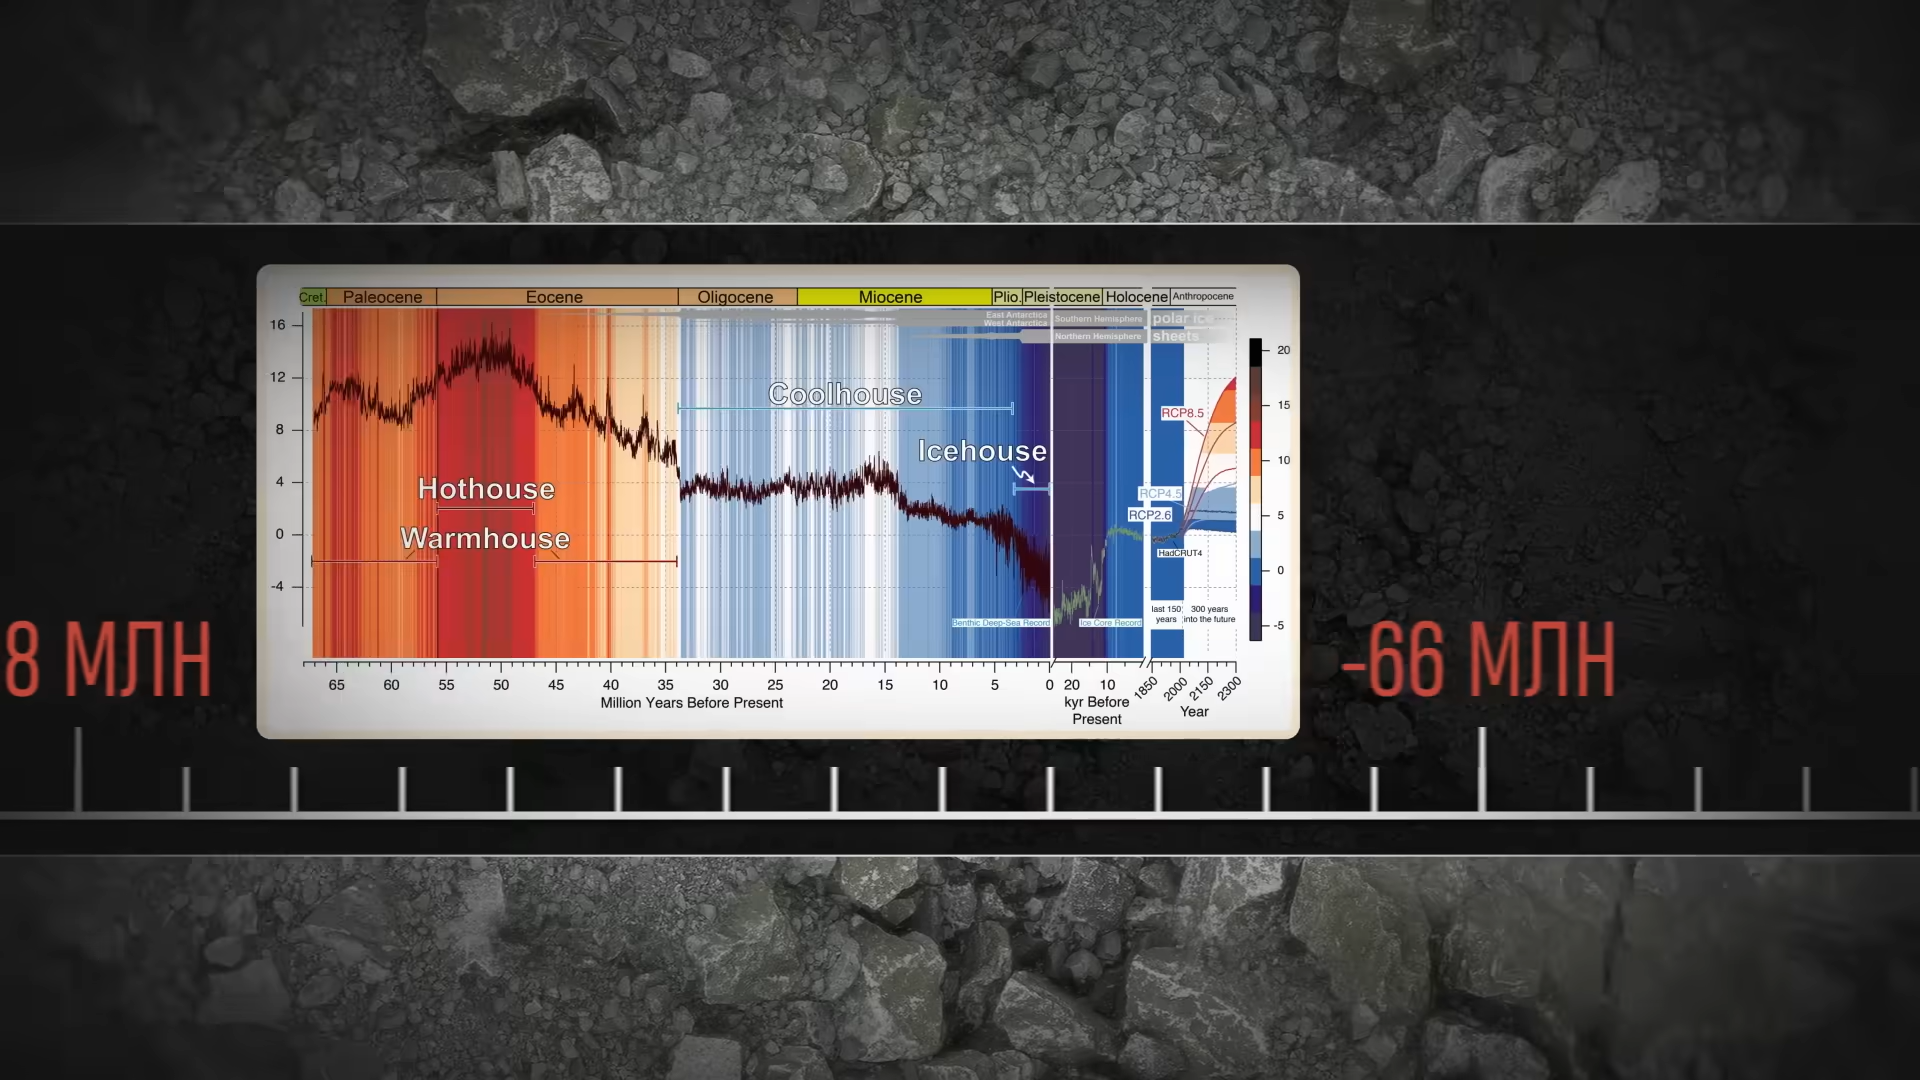 Cret. Paleocene Eocene Oligocene Miocene Plio. Pleistocene Holocene Anthropocene
East Antarctica
West Antarctica
Southern Hemisphere
polar ice
Northern Hemisphere
sheets
16
12
8
4
0
-4
Coolhouse
Icehouse
Hothouse
Warmhouse
RCP8.5
RCP4.5
RCP2.6
HadCRUT4
last 150 years
300 years into the future
Benthic Deep-Sea Record
Ice Core Record
20
15
10
5
0
-5
65 60 55 50 45 40 35 30 25 20 15 10 5 0 20 10 1850 2000 2150 2300
Million Years Before Present
kyr Before
Present
Year
8 МЛН
-66 МЛН